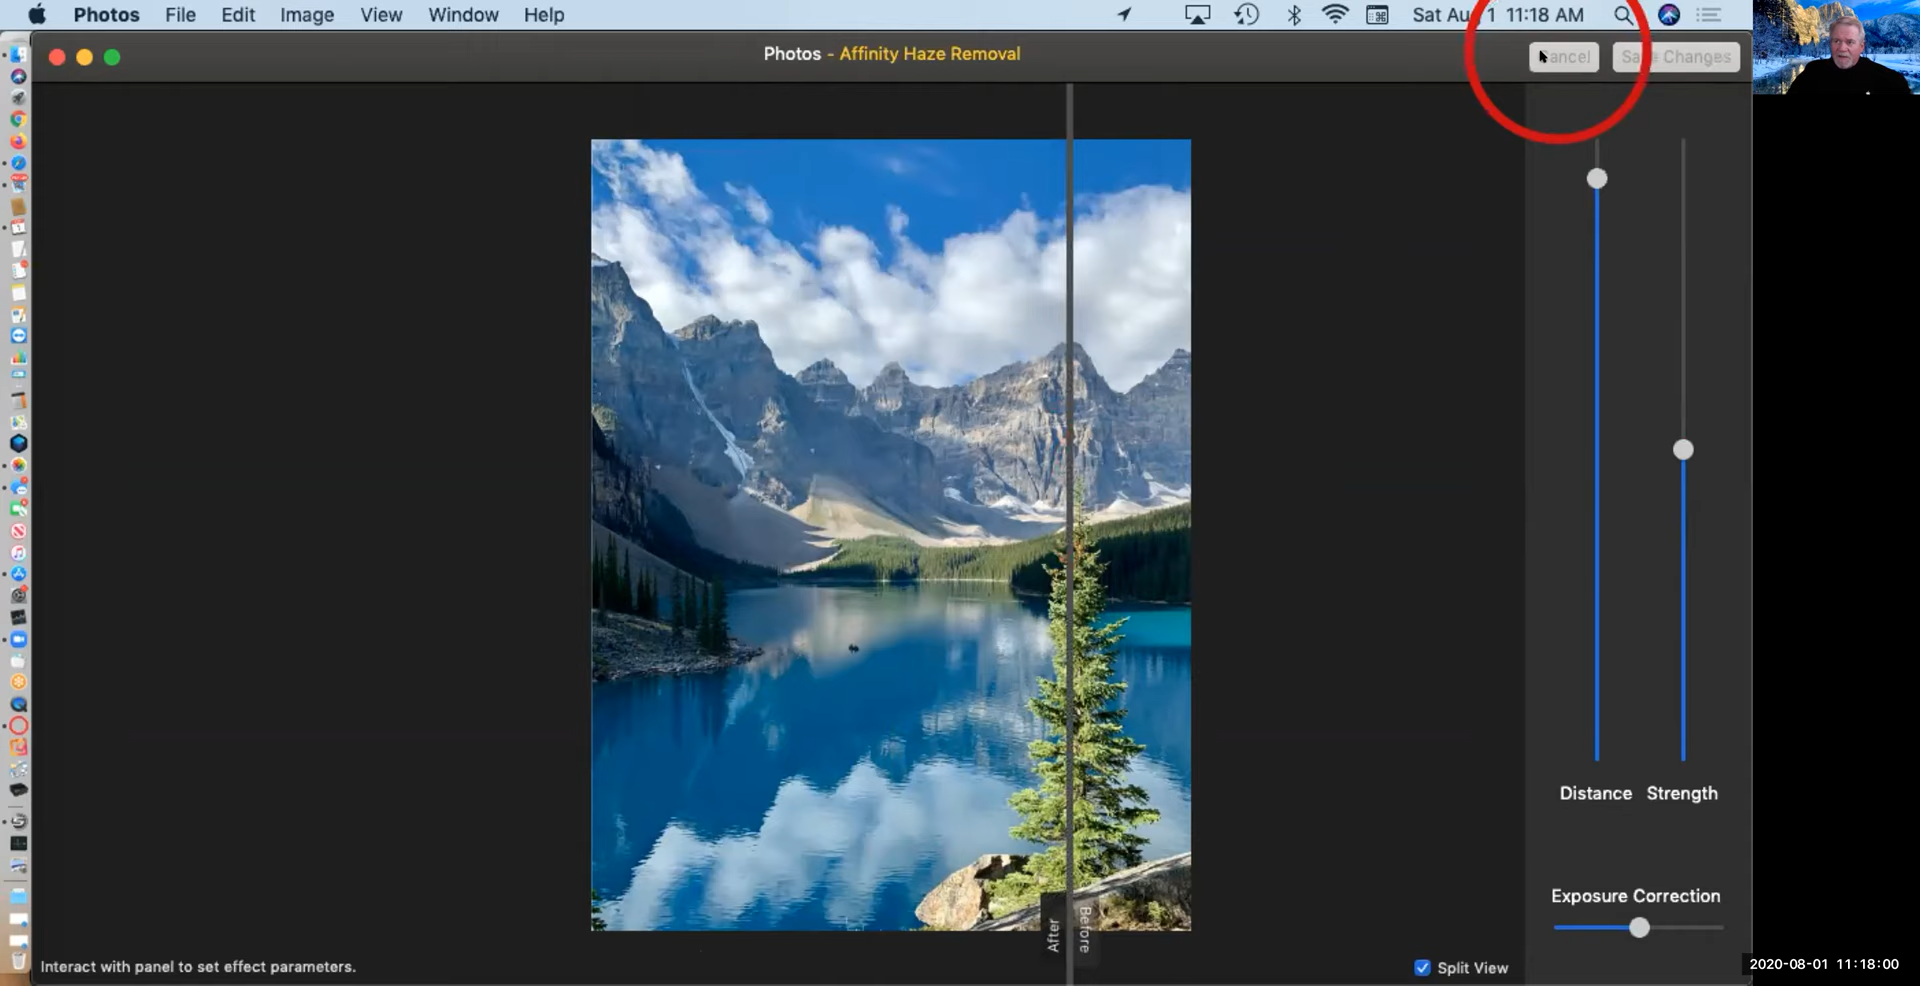 Photos File Edit Image View Window Help
Sat Au 1 11:18 AM
Photos - Affinity Haze Removal
ancel
Save Changes
Distance Strength
Exposure Correction
After
Before
Interact with panel to set effect parameters.
Split View
2020-08-01 11:18:00